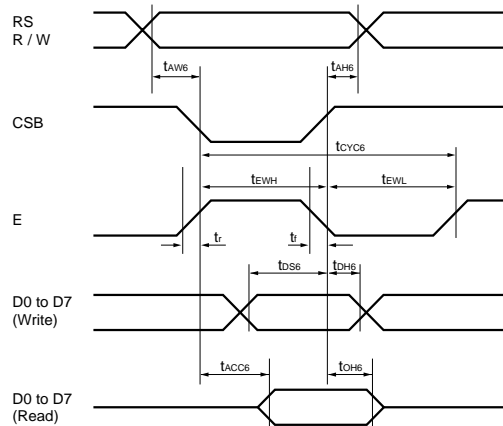 RS
R / W
tAW6
tAH6
CSB
tCYC6
tEWH
tEWL
E
tr
tf
tDS6
tDH6
D0 to D7
(Write)
tACC6
tOH6
D0 to D7
(Read)